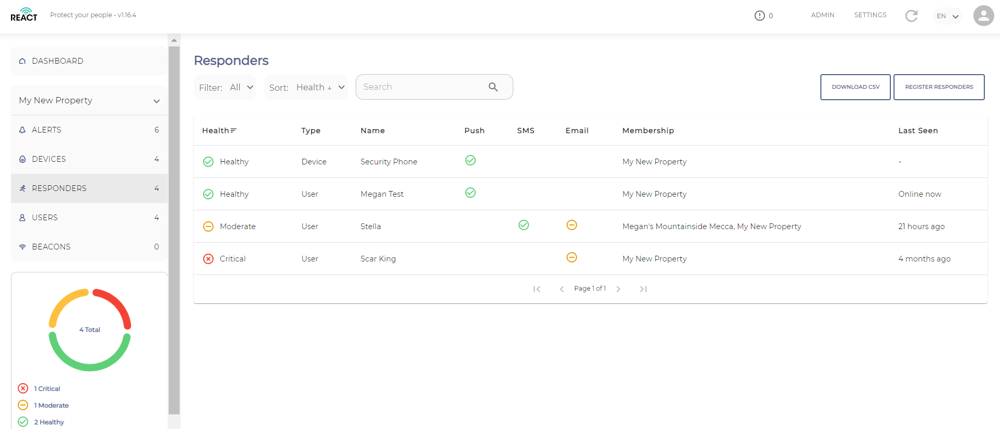 REACT Protect your people - v1.16.4 0 ADMIN SETTINGS EN
DASHBOARD
My New Property
ALERTS 6
DEVICES 4
RESPONDERS 4
USERS 4
BEACONS 0
4 Total
1 Critical
1 Moderate
2 Healthy
Responders
Filter: All Sort: Health ↓ Search DOWNLOAD CSV REGISTER RESPONDERS
Health Type Name Push SMS Email Membership Last Seen
Healthy Device Security Phone My New Property -
Healthy User Megan Test My New Property Online now
Moderate User Stella Megan's Mountainside Mecca, My New Property 21 hours ago
Critical User Scar King My New Property 4 months ago
Page 1 of 1